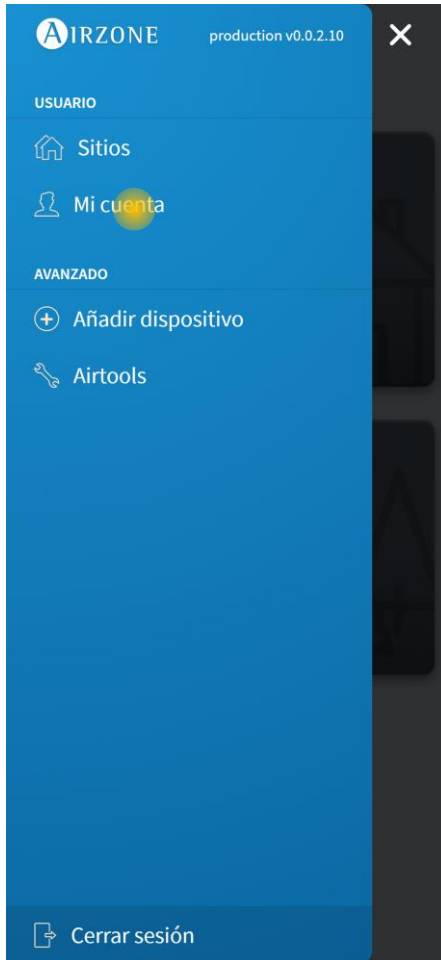 AIRZONE production v0.0.2.10
USUARIO
Sitios
Mi cuenta
AVANZADO
Añadir dispositivo
Airtools
Cerrar sesión